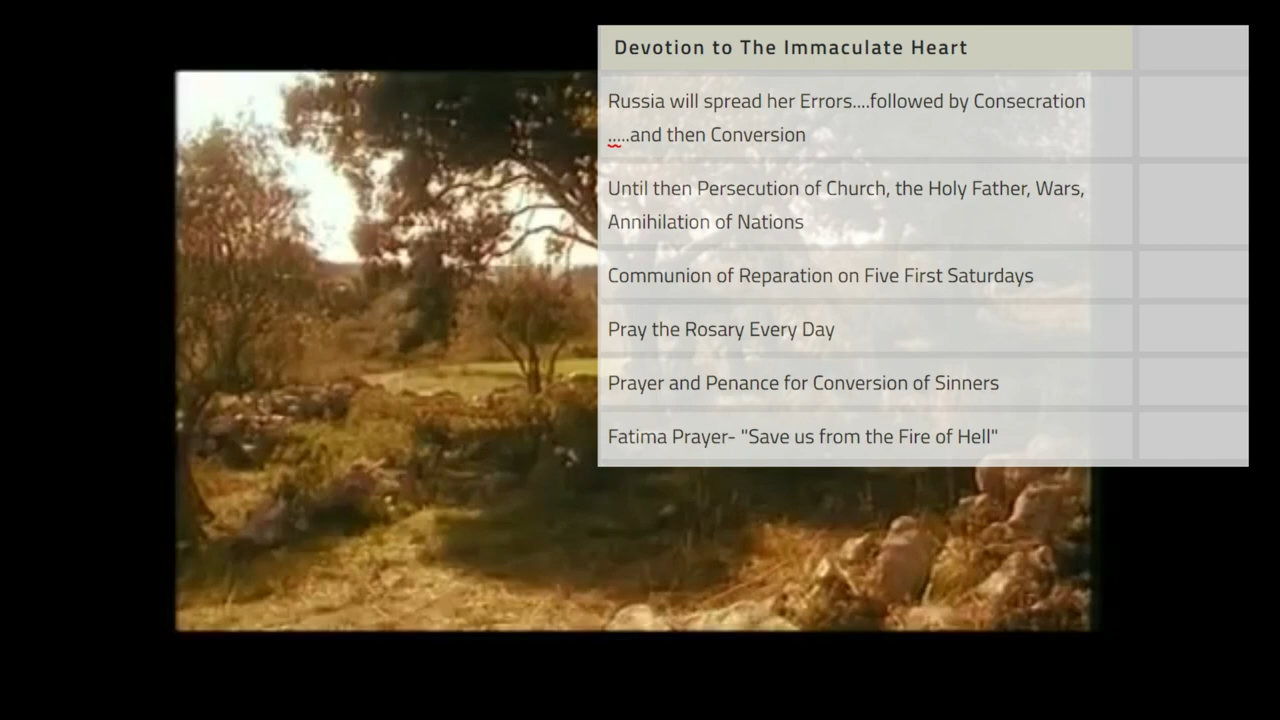 Devotion to The Immaculate Heart
Russia will spread her Errors....followed by Consecration
.....and then Conversion
Until then Persecution of Church, the Holy Father, Wars,
Annihilation of Nations
Communion of Reparation on Five First Saturdays
Pray the Rosary Every Day
Prayer and Penance for Conversion of Sinners
Fatima Prayer- "Save us from the Fire of Hell"